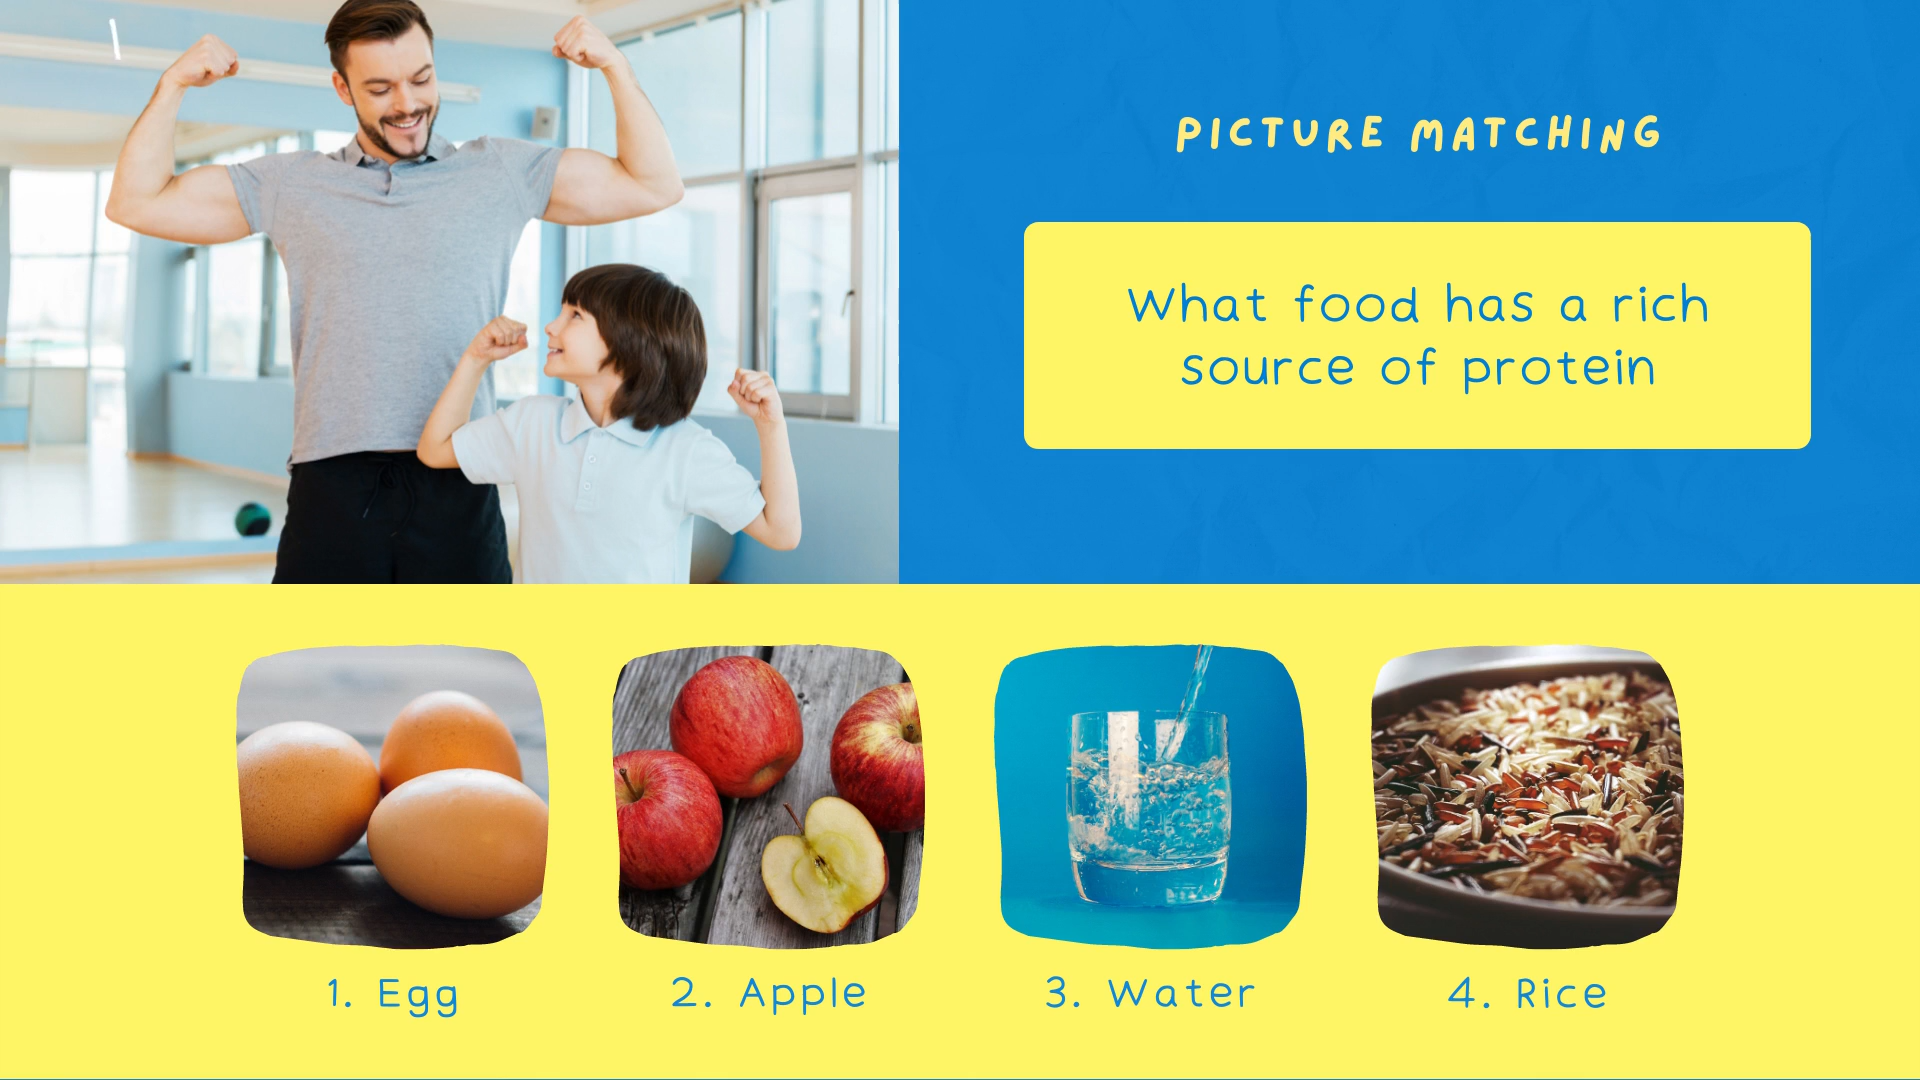 PICTURE MATCHING
What food has a rich
source of protein
1. Egg
2. Apple
3. Water
4. Rice